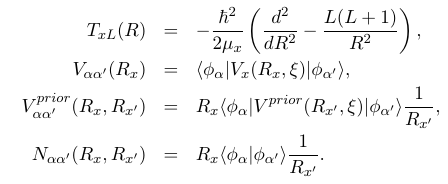 T_{xL}(R) = -\frac{\hbar^2}{2\mu_x} \left( \frac{d^2}{dR^2} - \frac{L(L+1)}{R^2} \right),
V_{\alpha\alpha'}(R_x) = \langle \phi_\alpha | V_x(R_x, \xi) | \phi_{\alpha'} \rangle,
V^{prior}_{\alpha\alpha'}(R_x, R_{x'}) = R_x \langle \phi_\alpha | V^{prior}(R_{x'}, \xi) | \phi_{\alpha'} \rangle \frac{1}{R_{x'}},
N_{\alpha\alpha'}(R_x, R_{x'}) = R_x \langle \phi_\alpha | \phi_{\alpha'} \rangle \frac{1}{R_{x'}}.